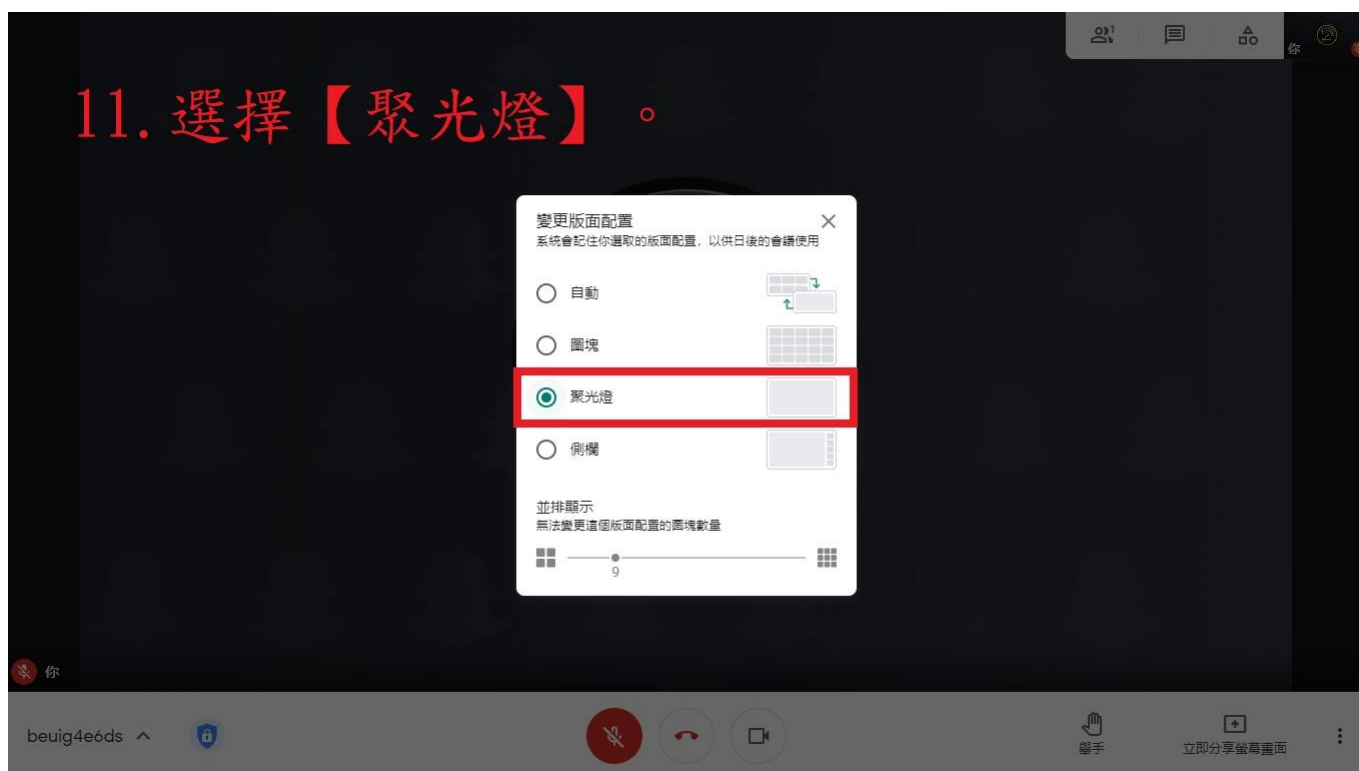 你
11.選擇【聚光燈】。
變更版面配置
系統會記住你選取的版面配置，以供日後的會議使用
自動
圖塊
聚光燈
側欄
並排顯示
無法變更這個版面配置的圖塊數量
9
你
beuig4e6ds
舉手
立即分享螢幕畫面